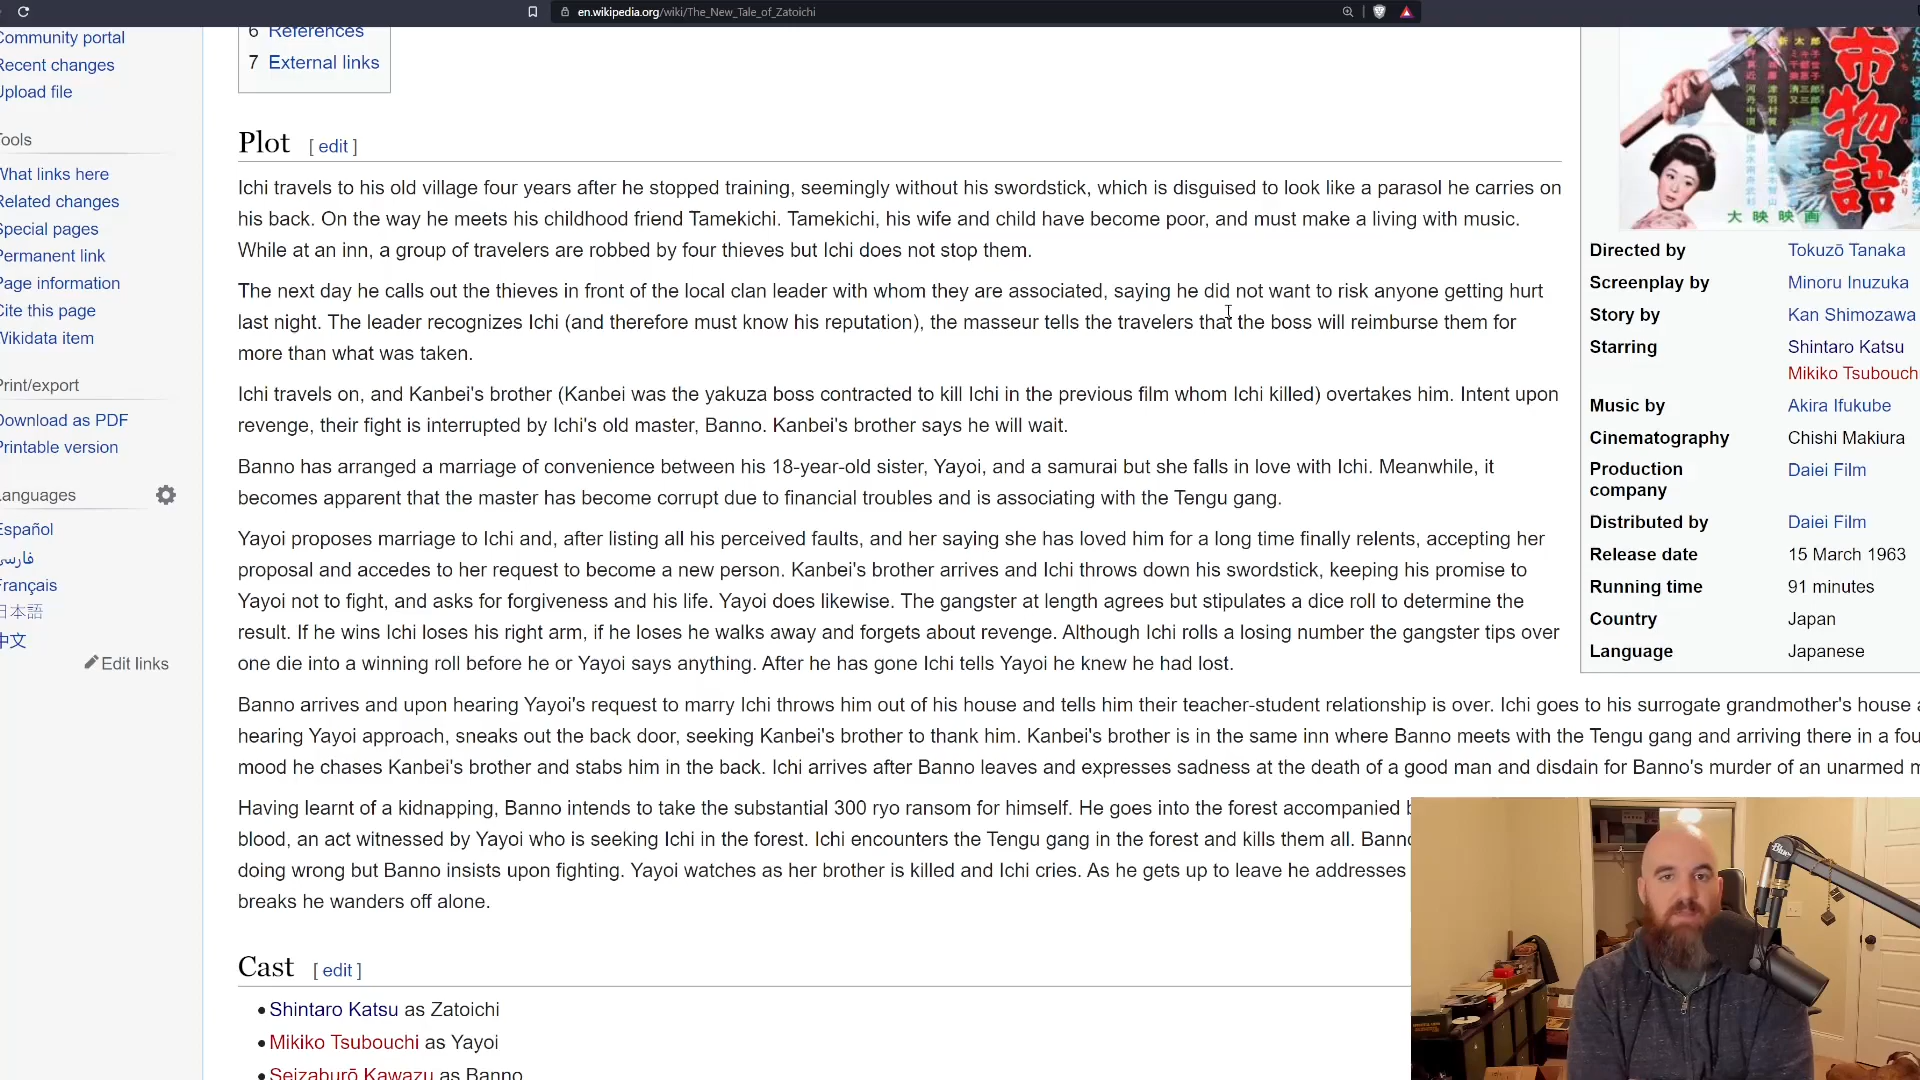 en.wikipedia.org/wiki/The_New_Tale_of_Zatoichi
Community portal
Recent changes
Upload file
Tools
What links here
Related changes
Special pages
Permanent link
Page information
Cite this page
Wikidata item
Print/export
Download as PDF
Printable version
Languages
Español
فارسی
Français
日本語
中文
Edit links
6 References
7 External links
Plot [ edit ]
Ichi travels to his old village four years after he stopped training, seemingly without his swordstick, which is disguised to look like a parasol he carries on
his back. On the way he meets his childhood friend Tamekichi. Tamekichi, his wife and child have become poor, and must make a living with music.
While at an inn, a group of travelers are robbed by four thieves but Ichi does not stop them.
The next day he calls out the thieves in front of the local clan leader with whom they are associated, saying he did not want to risk anyone getting hurt
last night. The leader recognizes Ichi (and therefore must know his reputation), the masseur tells the travelers that the boss will reimburse them for
more than what was taken.
Ichi travels on, and Kanbei's brother (Kanbei was the yakuza boss contracted to kill Ichi in the previous film whom Ichi killed) overtakes him. Intent upon
revenge, their fight is interrupted by Ichi's old master, Banno. Kanbei's brother says he will wait.
Banno has arranged a marriage of convenience between his 18-year-old sister, Yayoi, and a samurai but she falls in love with Ichi. Meanwhile, it
becomes apparent that the master has become corrupt due to financial troubles and is associating with the Tengu gang.
Yayoi proposes marriage to Ichi and, after listing all his perceived faults, and her saying she has loved him for a long time finally relents, accepting her
proposal and accedes to her request to become a new person. Kanbei's brother arrives and Ichi throws down his swordstick, keeping his promise to
Yayoi not to fight, and asks for forgiveness and his life. Yayoi does likewise. The gangster at length agrees but stipulates a dice roll to determine the
result. If he wins Ichi loses his right arm, if he loses he walks away and forgets about revenge. Although Ichi rolls a losing number the gangster tips over
one die into a winning roll before he or Yayoi says anything. After he has gone Ichi tells Yayoi he knew he had lost.
Banno arrives and upon hearing Yayoi's request to marry Ichi throws him out of his house and tells him their teacher-student relationship is over. Ichi goes to his surrogate grandmother's house
hearing Yayoi approach, sneaks out the back door, seeking Kanbei's brother to thank him. Kanbei's brother is in the same inn where Banno meets with the Tengu gang and arriving there in a fou
mood he chases Kanbei's brother and stabs him in the back. Ichi arrives after Banno leaves and expresses sadness at the death of a good man and disdain for Banno's murder of an unarmed
Having learnt of a kidnapping, Banno intends to take the substantial 300 ryo ransom for himself. He goes into the forest accompanied
blood, an act witnessed by Yayoi who is seeking Ichi in the forest. Ichi encounters the Tengu gang in the forest and kills them all. Bann
doing wrong but Banno insists upon fighting. Yayoi watches as her brother is killed and Ichi cries. As he gets up to leave he addresses
breaks he wanders off alone.
Cast [ edit ]
• Shintaro Katsu as Zatoichi
• Mikiko Tsubouchi as Yayoi
• Seizaburō Kawazu as Banno
市物語
大映映画
Directed by Tokuzō Tanaka
Screenplay by Minoru Inuzuka
Story by Kan Shimozawa
Starring Shintaro Katsu
Mikiko Tsubouch
Music by Akira Ifukube
Cinematography Chishi Makiura
Production company Daiei Film
Distributed by Daiei Film
Release date 15 March 1963
Running time 91 minutes
Country Japan
Language Japanese
Blue